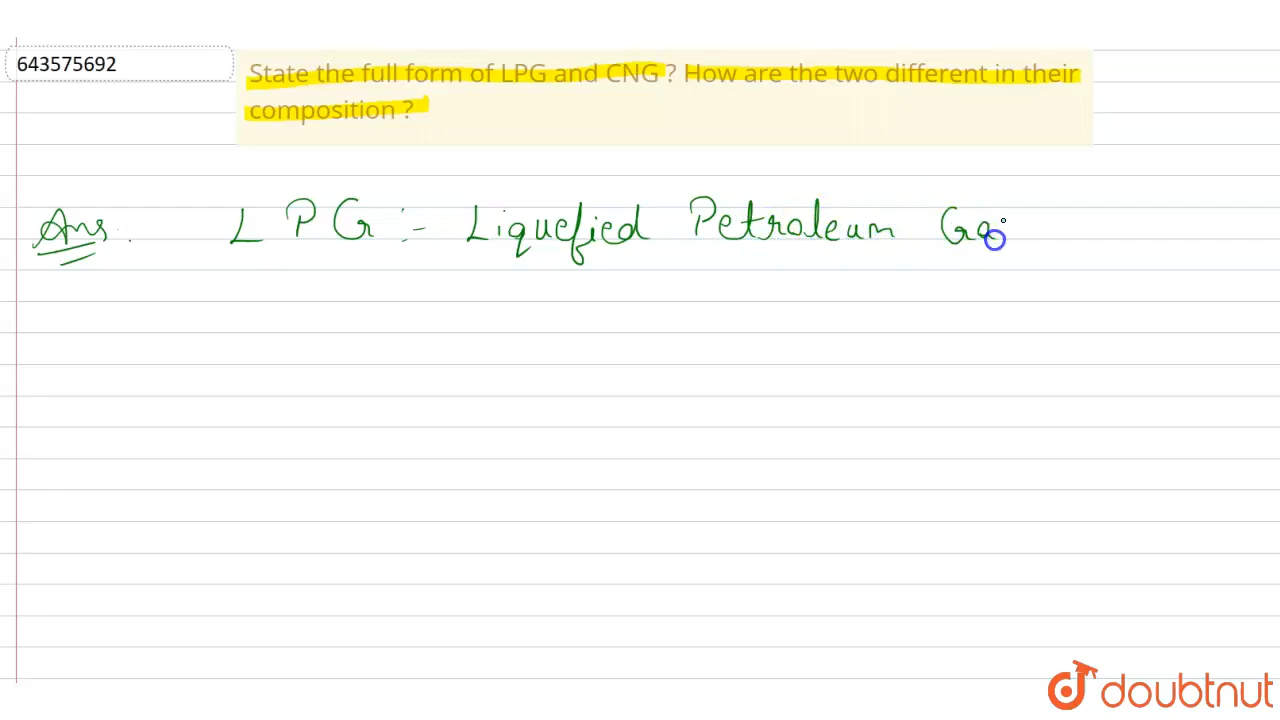 643575692
State the full form of LPG and CNG ? How are the two different in their
composition ?
Ans. LPG :- Liquefied Petroleum Ga
doubtnut